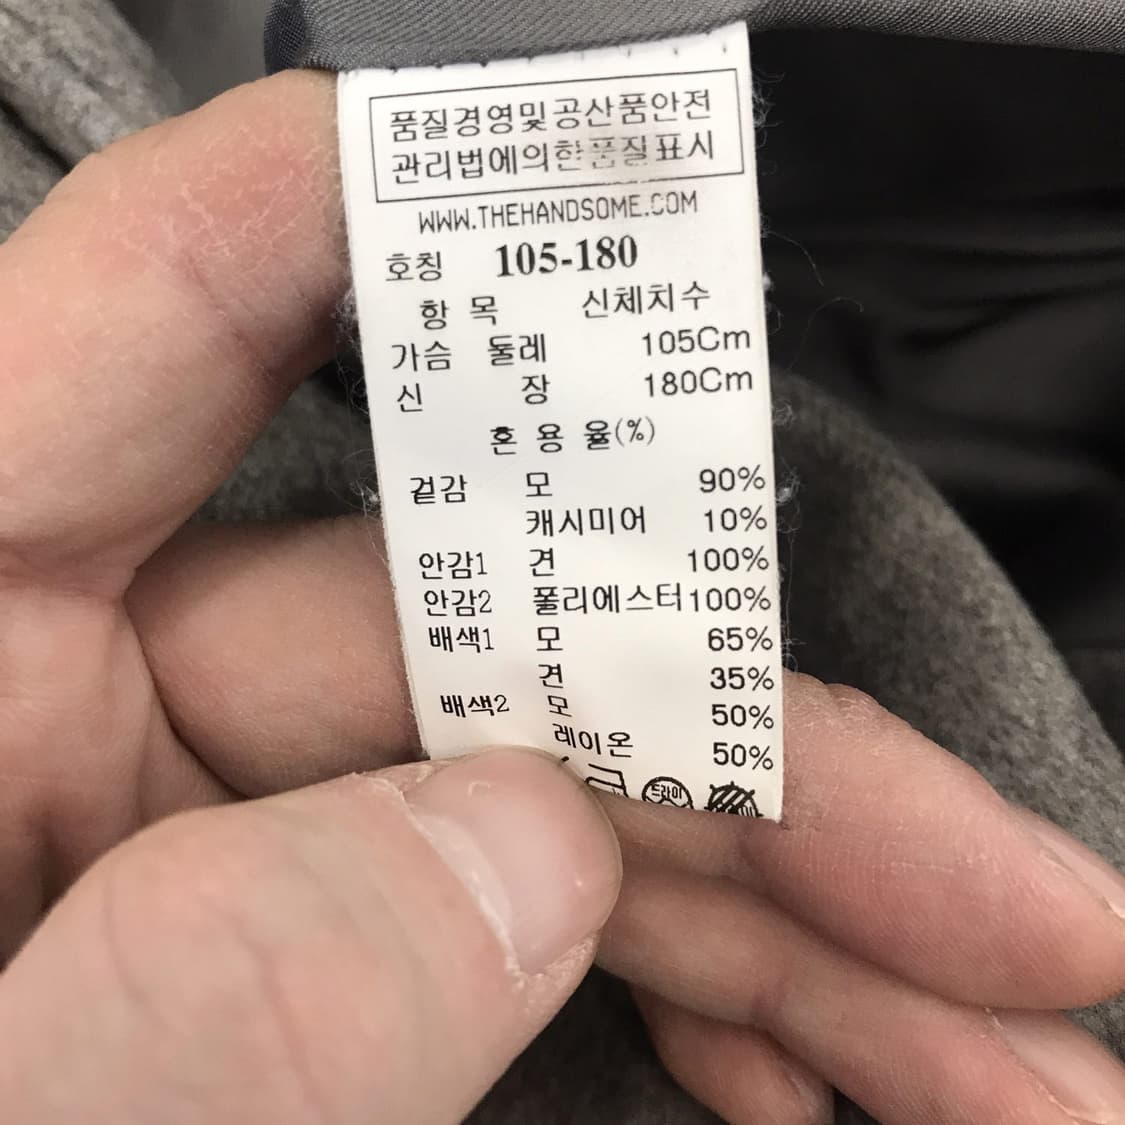 품질경영및공산품안전
관리법에의한품질표시
WWW.THEHANDSOME.COM
호칭 105-180
항 목 신체치수
가슴 둘레 105Cm
신 장 180Cm
혼 용 율(%)
겉감 모 90%
캐시미어 10%
안감1 견 100%
안감2 폴리에스터 100%
배색1 모 65%
견 35%
배색2 모 50%
레이온 50%
드라이